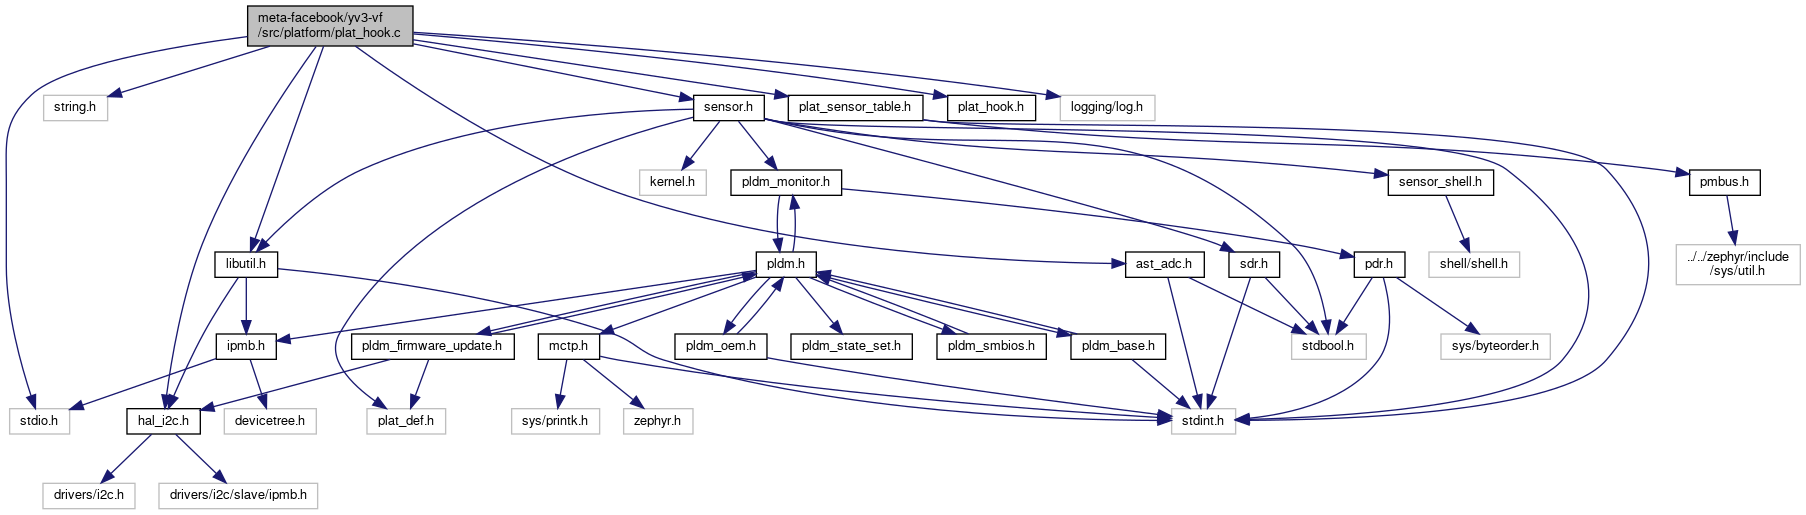 meta-facebook/yv3-vf
/src/platform/plat_hook.c
string.h
sensor.h
plat_sensor_table.h
plat_hook.h
logging/log.h
kernel.h
pldm_monitor.h
sensor_shell.h
pmbus.h
libutil.h
pldm.h
ast_adc.h
sdr.h
pdr.h
shell/shell.h
../../zephyr/include
/sys/util.h
ipmb.h
pldm_firmware_update.h
mctp.h
pldm_oem.h
pldm_state_set.h
pldm_smbios.h
pldm_base.h
stdbool.h
sys/byteorder.h
stdio.h
hal_i2c.h
devicetree.h
plat_def.h
sys/printk.h
zephyr.h
stdint.h
drivers/i2c.h
drivers/i2c/slave/ipmb.h